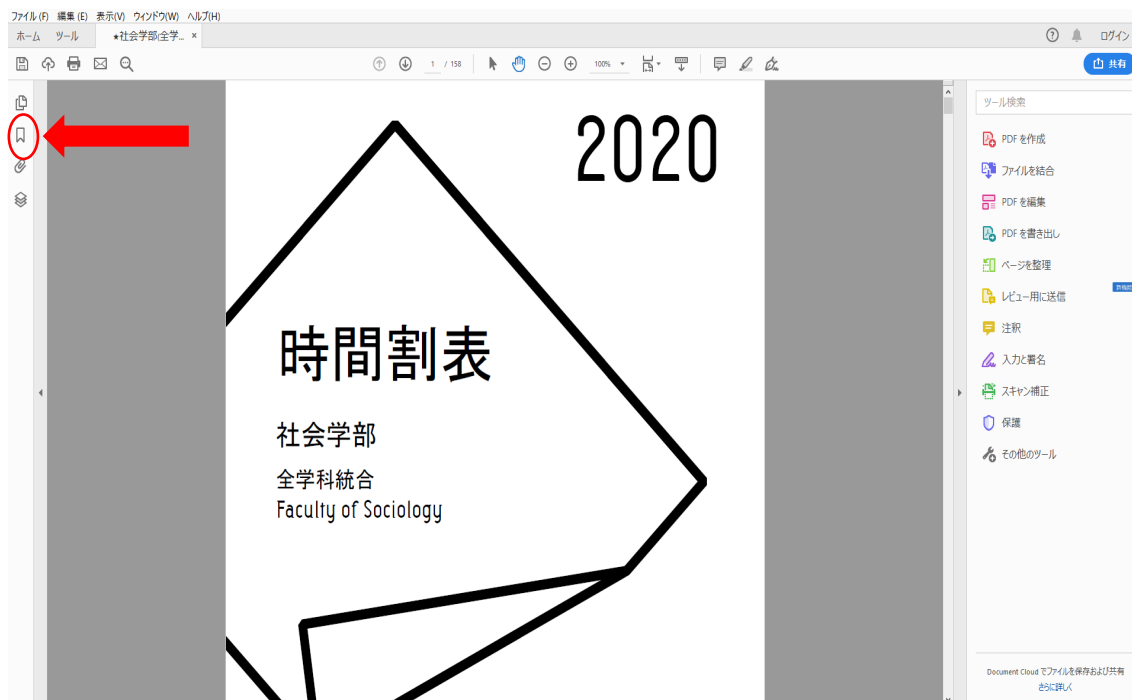 ファイル(F) 編集(E) 表示(V) ウィンドウ(W) ヘルプ(H)
ホーム ツール ★社会学部(全学... × ログイン
1 / 158 100% 共有
ツール検索
PDF を作成
ファイルを結合
PDF を編集
PDF を書き出し
ページを整理
レビュー用に送信
注釈
入力と署名
スキャン補正
保護
その他のツール
2020
時間割表
社会学部
全学科統合
Faculty of Sociology
Document Cloud でファイルを保存および共有
さらに詳しく